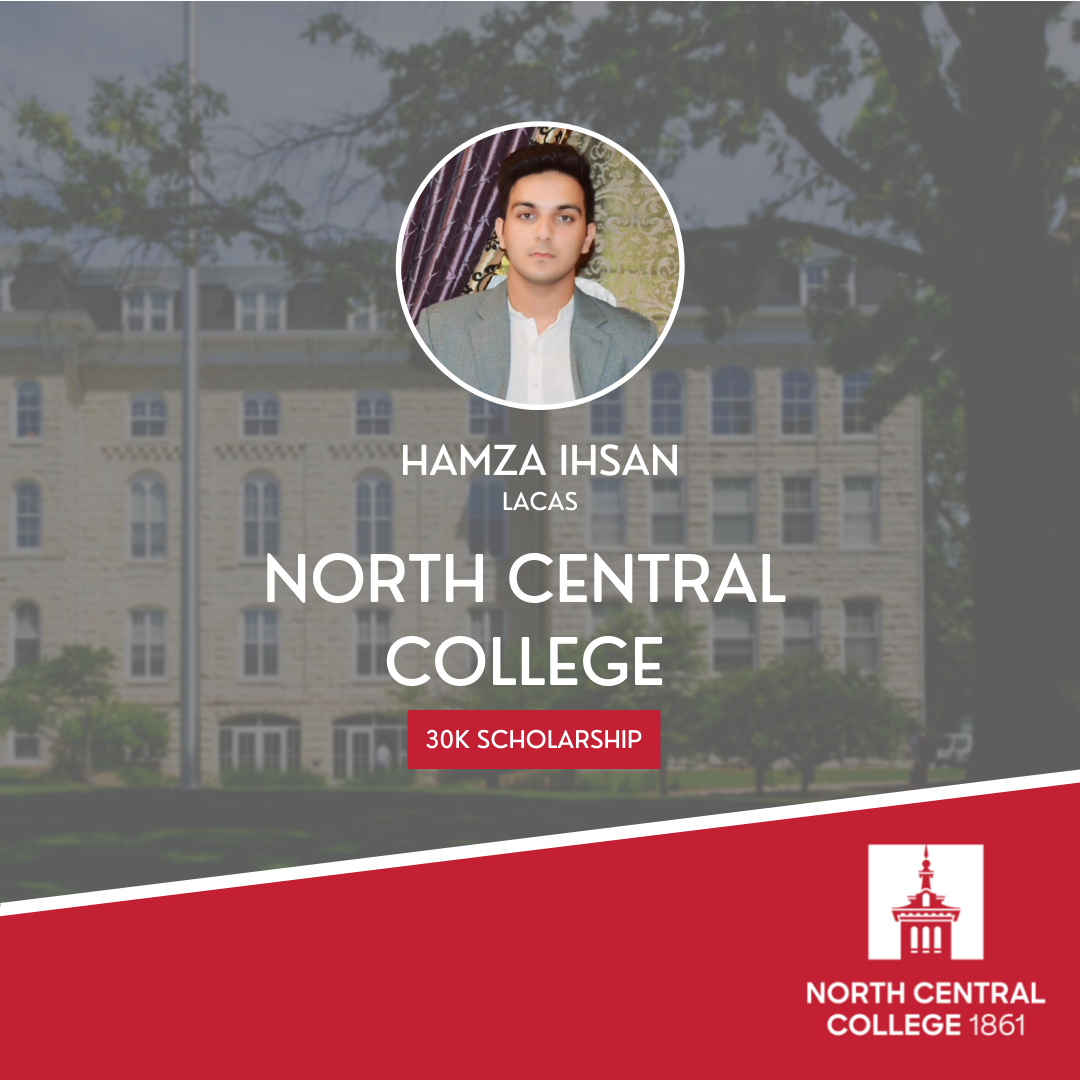 HAMZA IHSAN
LACAS
NORTH CENTRAL
COLLEGE
30K SCHOLARSHIP
NORTH CENTRAL
COLLEGE 1861